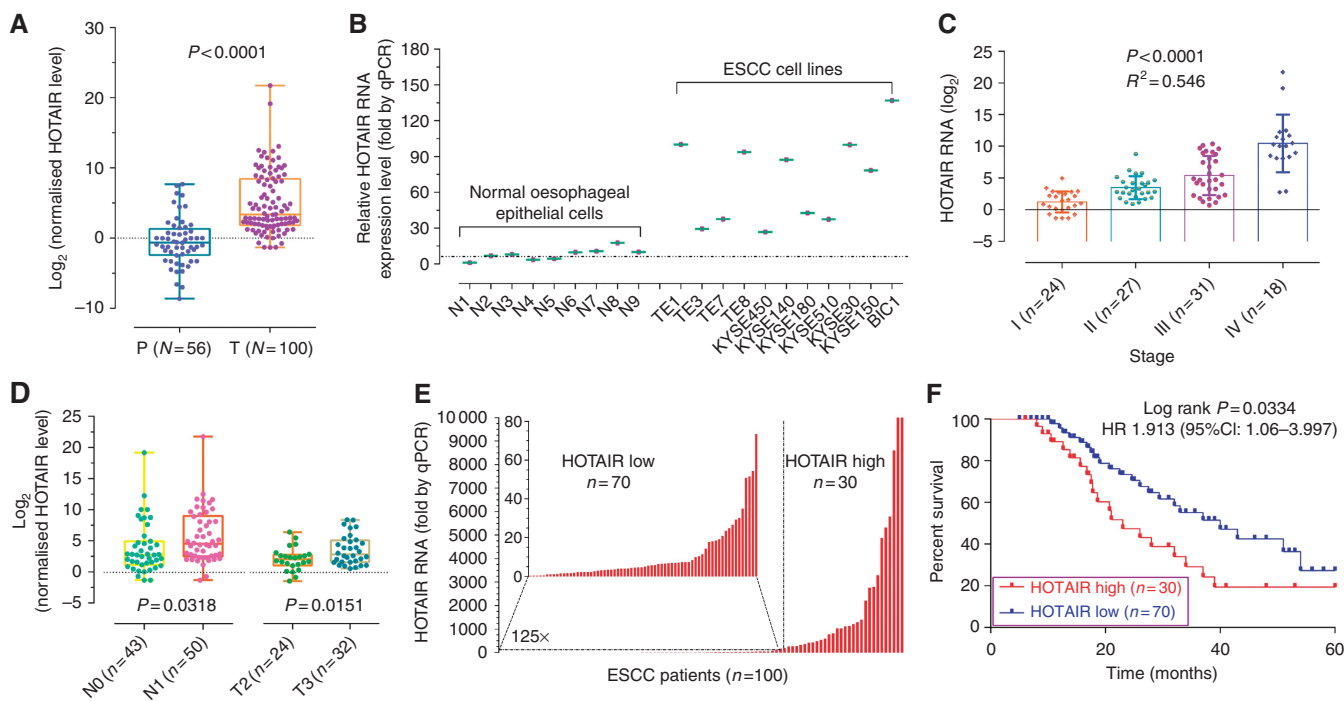 A
Log2 (normalised HOTAIR level)
30
20
10
0
−10
P<0.0001
P (N=56)
T (N=100)
B
Relative HOTAIR RNA
expression level (fold by qPCR)
180
150
120
90
60
30
0
Normal oesophageal
epithelial cells
ESCC cell lines
N1
N2
N3
N4
N5
N6
N7
N8
N9
TE1
TE3
TE7
TE8
KYSE450
KYSE140
KYSE180
KYSE510
KYSE30
KYSE150
BIC1
C
HOTAIR RNA (log2)
25
20
15
10
5
0
−5
P<0.0001
R2=0.546
I (n=24)
II (n=27)
III (n=31)
IV (n=18)
Stage
D
Log2
(normalised HOTAIR level)
25
20
15
10
5
0
−5
P=0.0318
P=0.0151
N0 (n=43)
N1 (n=50)
T2 (n=24)
T3 (n=32)
E
HOTAIR RNA (fold by qPCR)
10 000
9000
8000
7000
6000
5000
4000
3000
2000
1000
0
80
60
40
20
0
HOTAIR low
n=70
HOTAIR high
n=30
125×
ESCC patients (n=100)
F
Percent survival
100
80
60
40
20
0
Log rank P=0.0334
HR 1.913 (95%CI: 1.06–3.997)
HOTAIR high (n=30)
HOTAIR low (n=70)
0
20
40
60
Time (months)